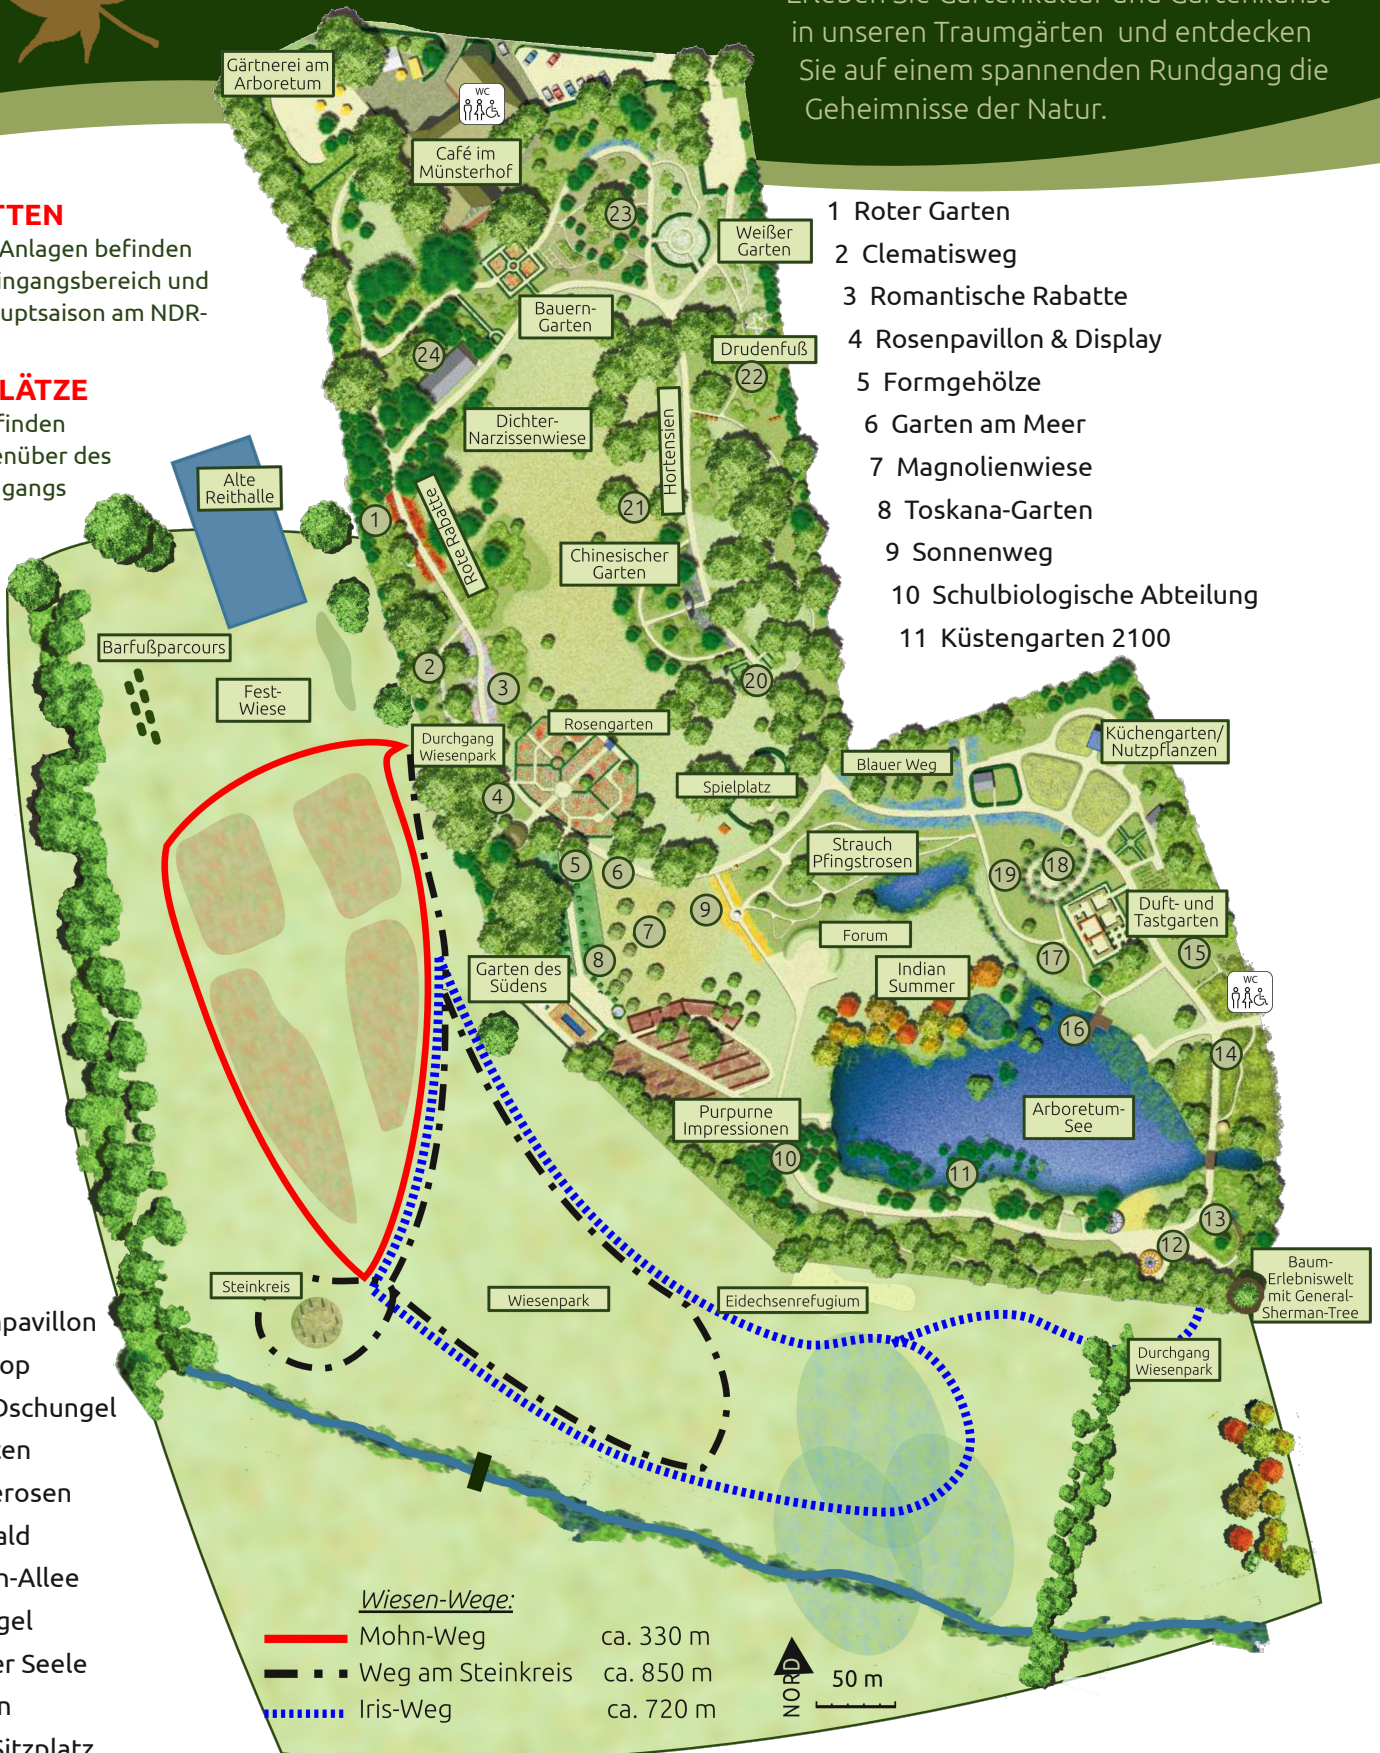 in unseren Traumgärten und entdecken
Sie auf einem spannenden Rundgang die
Geheimnisse der Natur.
Gärtnerei am
Arboretum
WC
Café im
Münsterhof
23
Weißer
Garten
Bauern-
Garten
24
Drudenfuß
22
Dichter-
Narzissenwiese
Hortensien
Alte
Reithalle
21
1
Rote Rabatte
Chinesischer
Garten
Barfußparcours
Fest-
Wiese
2
3
20
Durchgang
Wiesenpark
Rosengarten
Spielplatz
Blauer Weg
Küchengarten/
Nutzpflanzen
4
Strauch
Pfingstrosen
5
6
19
18
7
9
Duft- und
Tastgarten
Forum
8
17
15
Garten des
Südens
Indian
Summer
WC
16
14
Purpurne
Impressionen
Arboretum-
See
10
11
13
12
Steinkreis
Wiesenpark
Eidechsenrefugium
Baum-
Erlebniswelt
mit General-
Sherman-Tree
Durchgang
Wiesenpark
1 Roter Garten
2 Clematisweg
3 Romantische Rabatte
4 Rosenpavillon & Display
5 Formgehölze
6 Garten am Meer
7 Magnolienwiese
8 Toskana-Garten
9 Sonnenweg
10 Schulbiologische Abteilung
11 Küstengarten 2100
TTEN
Anlagen befinden
ingangsbereich und
uptsaison am NDR-
LÄTZE
finden
enüber des
gangs
pavillon
op
Dschungel
ten
erosen
ald
n-Allee
gel
er Seele
n
Sitzplatz
Wiesen-Wege:
Mohn-Weg ca. 330 m
Weg am Steinkreis ca. 850 m
Iris-Weg ca. 720 m
NORD
50 m